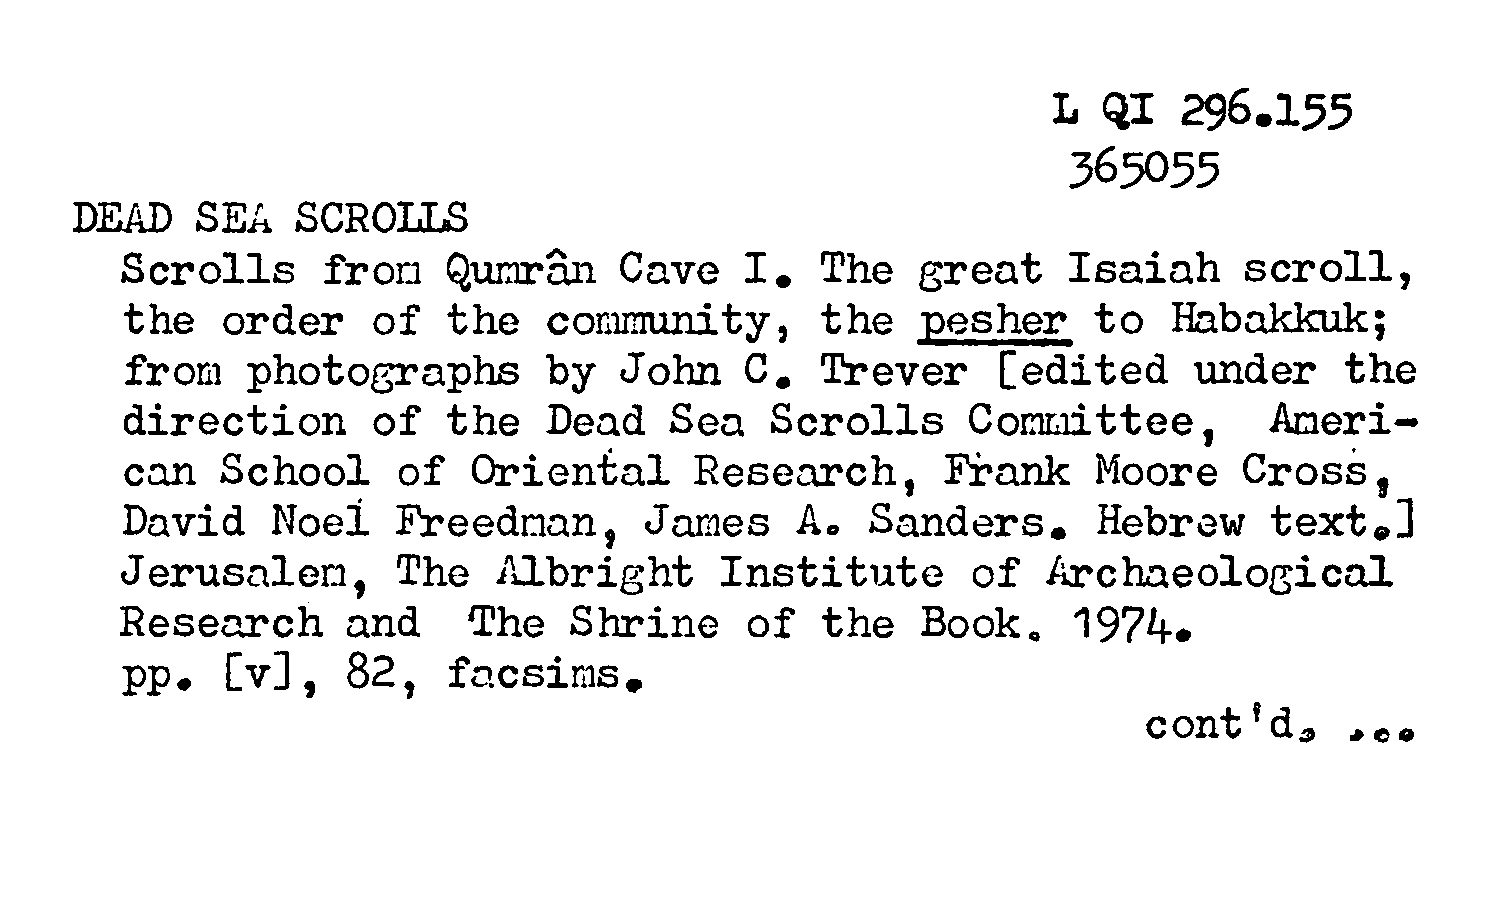 L QI 296.155
365055
DEAD SEA SCROLLS
Scrolls from Qumrân Cave I. The great Isaiah scroll,
the order of the community, the pesher to Habakkuk;
from photographs by John C. Trever [edited under the
direction of the Dead Sea Scrolls Committee, Ameri-
can School of Oriental Research, Frank Moore Cross,
David Noel Freedman, James A. Sanders. Hebrew text.]
Jerusalem, The Albright Institute of Archaeological
Research and The Shrine of the Book. 1974.
pp. [v], 82, facsims.
cont'd. ...